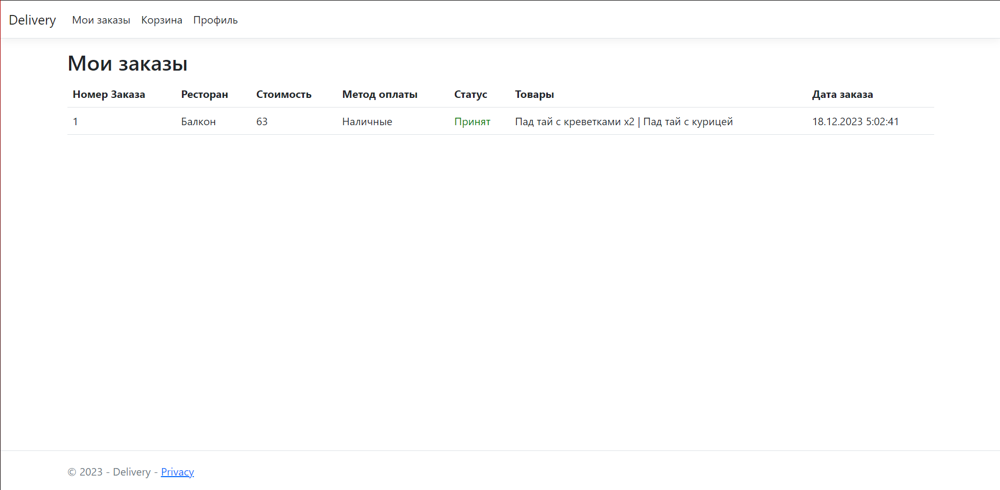 Delivery Мои заказы Корзина Профиль
Мои заказы
Номер Заказа Ресторан Стоимость Метод оплаты Статус Товары Дата заказа
1 Балкон 63 Наличные Принят Пад тай с креветками x2 | Пад тай с курицей 18.12.2023 5:02:41
© 2023 - Delivery - Privacy